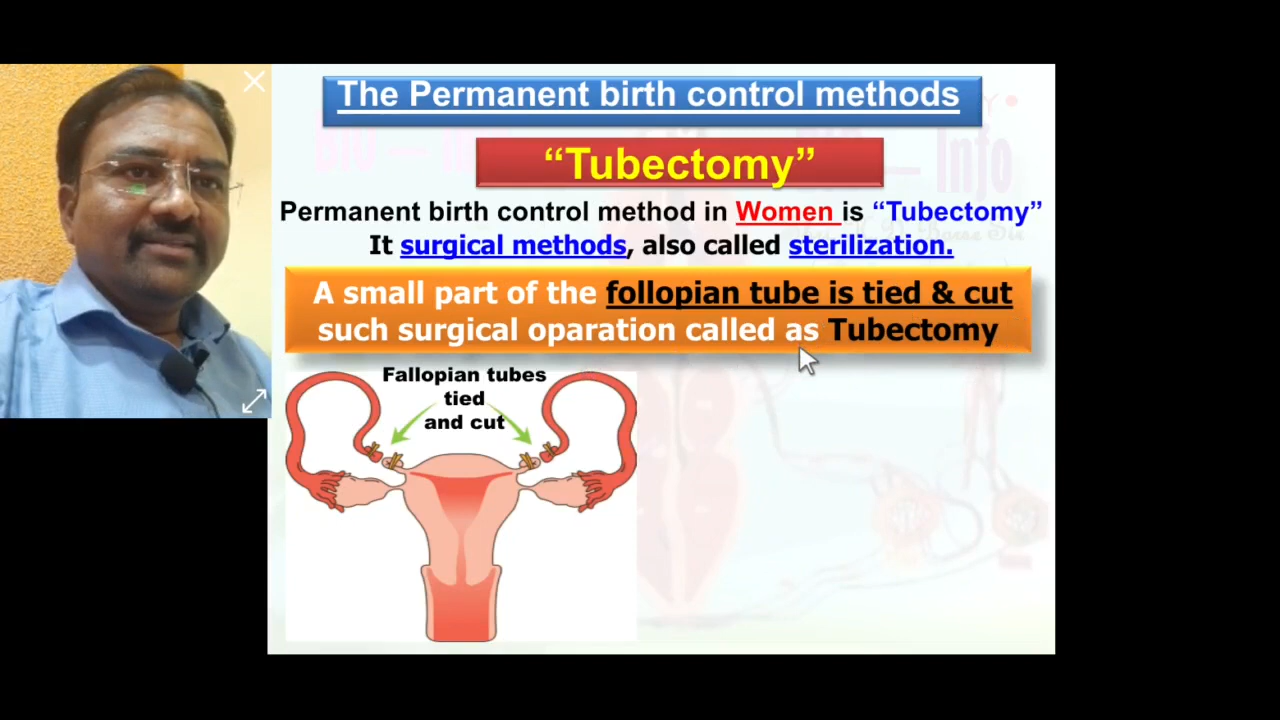 The Permanent birth control methods
“Tubectomy”
Permanent birth control method in Women is “Tubectomy”
It surgical methods, also called sterilization.
A small part of the follopian tube is tied & cut
such surgical oparation called as Tubectomy
Fallopian tubes
tied
and cut
Info